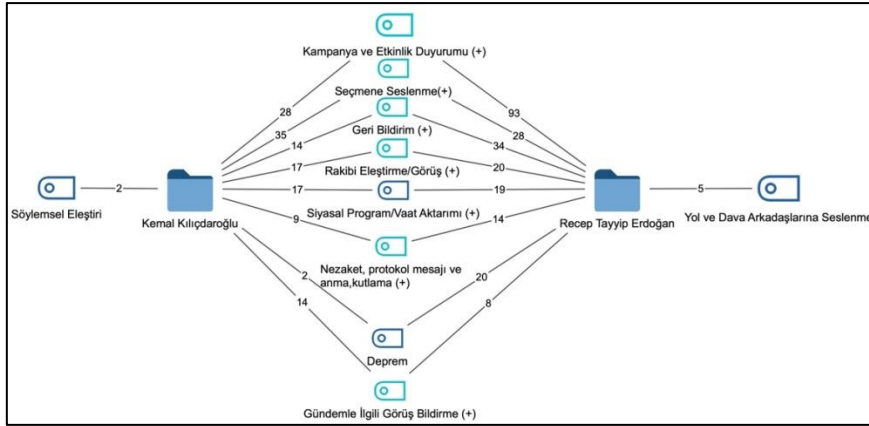 Kampanya ve Etkinlik Duyurumu (+)
Seçmene Seslenme(+)
28
93
35
28
Geri Bildirim (+)
14
34
Rakibi Eleştirme/Görüş (+)
17
20
2
17
19
5
Söylemsel Eleştiri
Kemal Kılıçdaroğlu
Siyasal Program/Vaat Aktarımı (+)
Recep Tayyip Erdoğan
Yol ve Dava Arkadaşlarına Seslenme
9
14
Nezaket, protokol mesajı ve
anma,kutlama (+)
2
20
14
8
Deprem
Gündemle İlgili Görüş Bildirme (+)